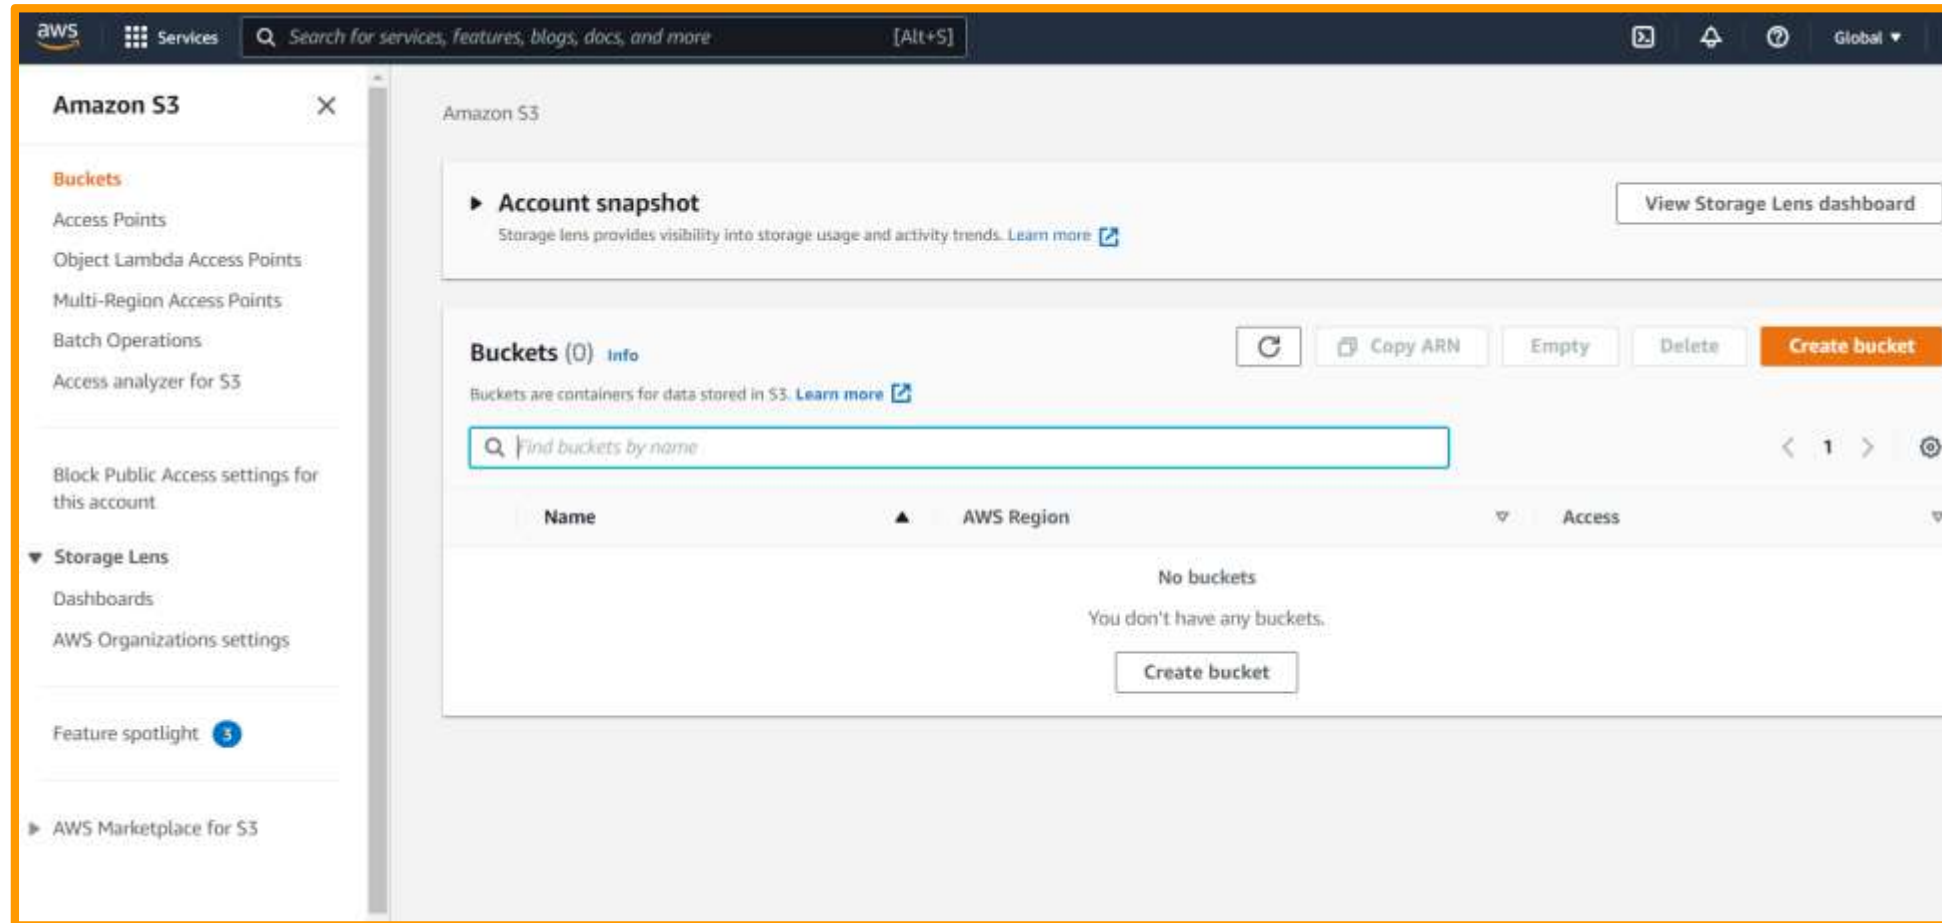 aws Services Search for services, features, blogs, docs, and more [Alt+S] Global
Amazon S3
Buckets
Access Points
Object Lambda Access Points
Multi-Region Access Points
Batch Operations
Access analyzer for S3
Block Public Access settings for
this account
Storage Lens
Dashboards
AWS Organizations settings
Feature spotlight 3
AWS Marketplace for S3
Amazon S3
Account snapshot View Storage Lens dashboard
Storage lens provides visibility into storage usage and activity trends. Learn more
Buckets (0) Info Copy ARN Empty Delete Create bucket
Buckets are containers for data stored in S3. Learn more
Find buckets by name 1
Name AWS Region Access
No buckets
You don't have any buckets.
Create bucket